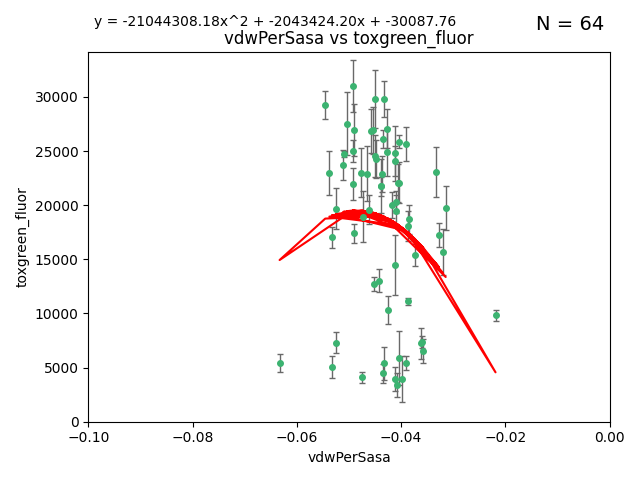 y = -21044308.18x^2 + -2043424.20x + -30087.76
N = 64
vdwPerSasa vs toxgreen_fluor
toxgreen_fluor
30000
25000
20000
15000
10000
5000
0
−0.10
−0.08
−0.06
−0.04
−0.02
0.00
vdwPerSasa